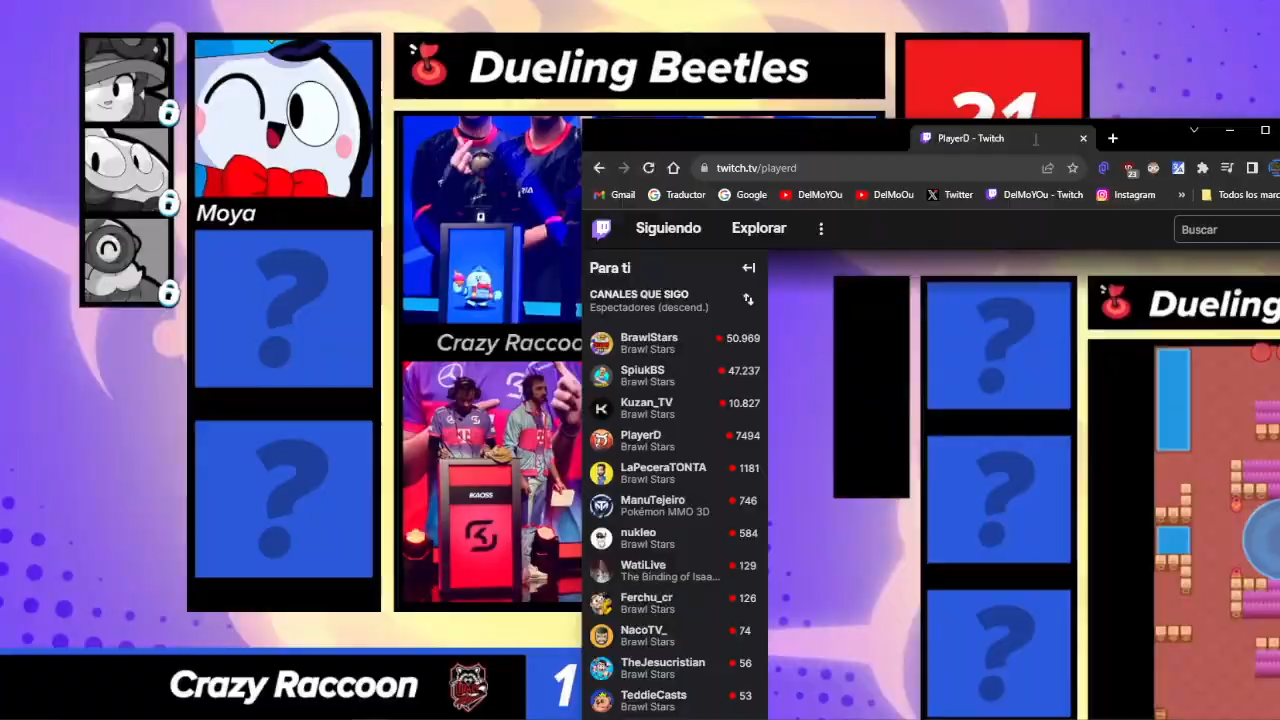 Dueling Beetles
21
Moya
Crazy Raccoo
iKAOSS
Crazy Raccoon
1
PlayerD - Twitch
twitch.tv/playerd
23
Gmail
Traductor
Google
DelMoYOu
DelMoOu
Twitter
DelMoYOu - Twitch
Instagram
»
Todos los mar
Siguiendo
Explorar
Buscar
Para ti
CANALES QUE SIGO
Espectadores (descend.)
BrawlStars 50.969
Brawl Stars
SpiukBS 47.237
Brawl Stars
Kuzan_TV 10.827
Brawl Stars
PlayerD 7494
Brawl Stars
LaPeceraTONTA 1181
Brawl Stars
ManuTejeiro 746
Pokémon MMO 3D
nukleo 584
Brawl Stars
WatiLive 129
The Binding of Isaa...
Ferchu_cr 126
Brawl Stars
NacoTV_ 74
Brawl Stars
TheJesucristian 56
Brawl Stars
TeddieCasts 53
Brawl Stars
Dueling